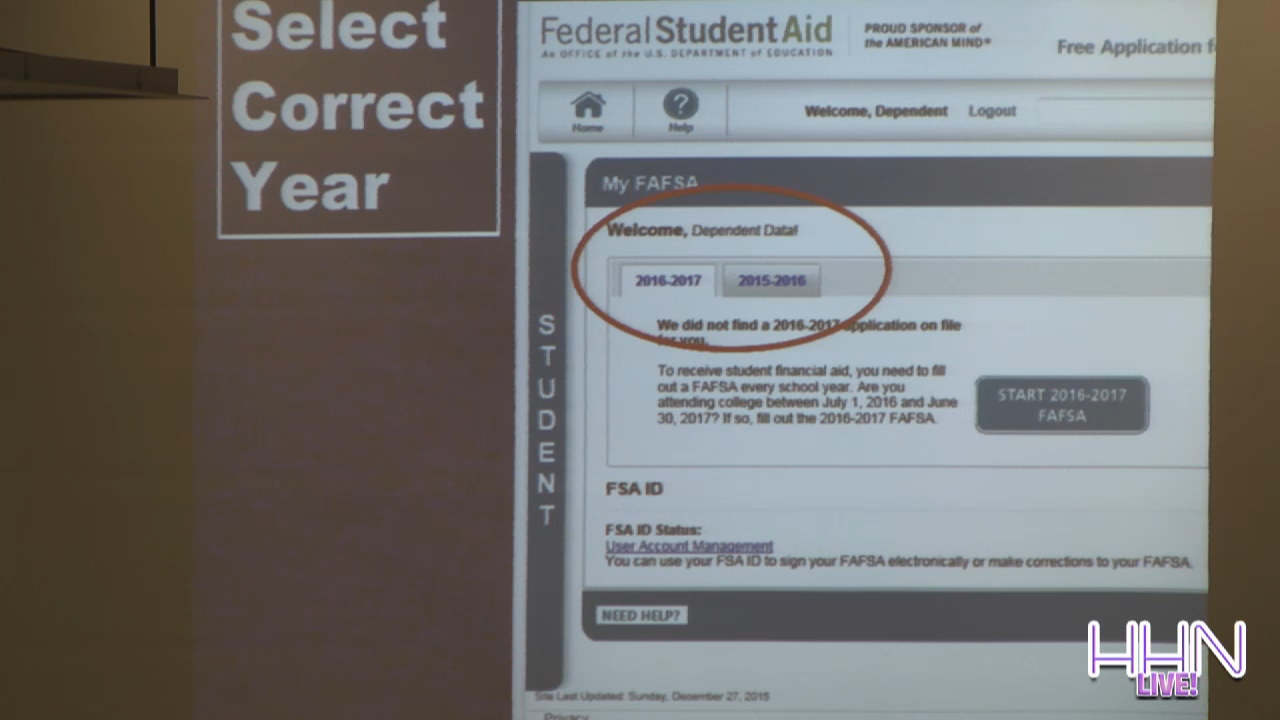 Select
Correct
Year
Federal Student Aid
An OFFICE of the U.S. DEPARTMENT of EDUCATION
PROUD SPONSOR of
the AMERICAN MIND®
Free Application
Home
Help
Welcome, Dependent
Logout
My FAFSA
Welcome, Dependent Data!
2016-2017
2015-2016
We did not find a 2016-2017 application on file
for you.
To receive student financial aid, you need to fill
out a FAFSA every school year. Are you
attending college between July 1, 2016 and June
30, 2017? If so, fill out the 2016-2017 FAFSA.
START 2016-2017
FAFSA
STUDENT
FSA ID
FSA ID Status:
User Account Management
You can use your FSA ID to sign your FAFSA electronically or make corrections to your FAFSA.
NEED HELP?
Site Last Updated: Sunday, December 27, 2015
Privacy
HHN
LIVE!